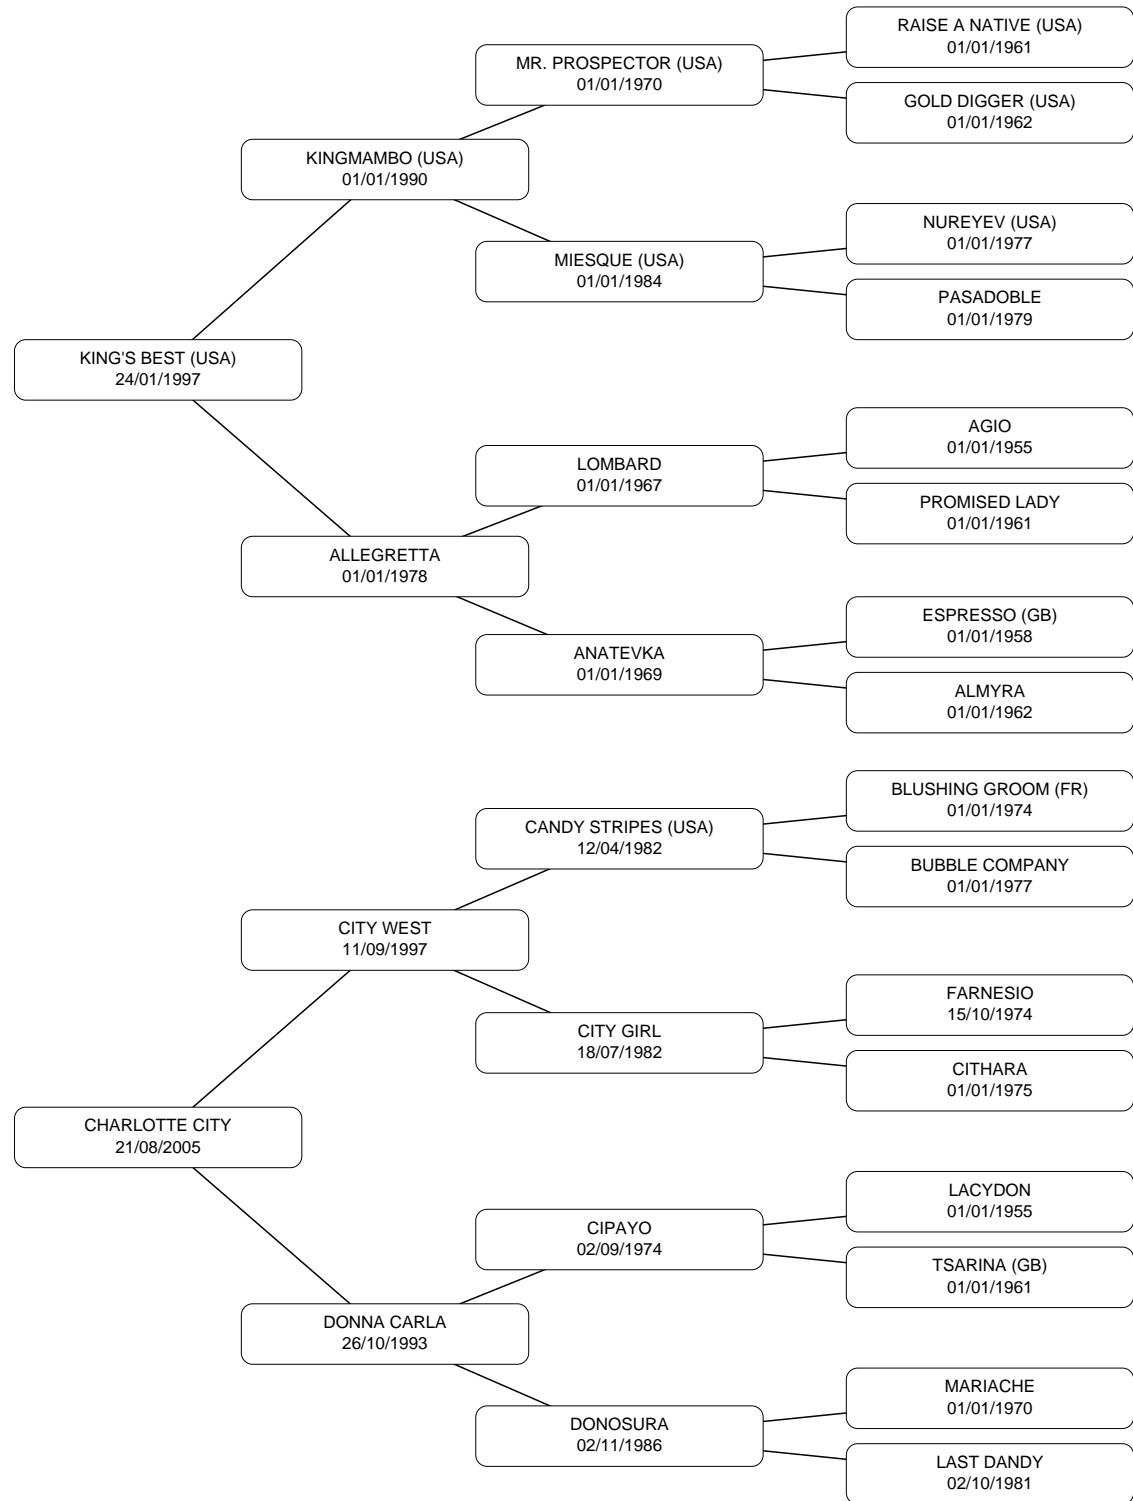 RAISE A NATIVE (USA)
01/01/1961
MR. PROSPECTOR (USA)
01/01/1970
GOLD DIGGER (USA)
01/01/1962
KINGMAMBO (USA)
01/01/1990
NUREYEV (USA)
01/01/1977
MIESQUE (USA)
01/01/1984
PASADOBLE
01/01/1979
KING'S BEST (USA)
24/01/1997
AGIO
01/01/1955
LOMBARD
01/01/1967
PROMISED LADY
01/01/1961
ALLEGRETTA
01/01/1978
ESPRESSO (GB)
01/01/1958
ANATEVKA
01/01/1969
ALMYRA
01/01/1962
BLUSHING GROOM (FR)
01/01/1974
CANDY STRIPES (USA)
12/04/1982
BUBBLE COMPANY
01/01/1977
CITY WEST
11/09/1997
FARNESIO
15/10/1974
CITY GIRL
18/07/1982
CITHARA
01/01/1975
CHARLOTTE CITY
21/08/2005
LACYDON
01/01/1955
CIPAYO
02/09/1974
TSARINA (GB)
01/01/1961
DONNA CARLA
26/10/1993
MARIACHE
01/01/1970
DONOSURA
02/11/1986
LAST DANDY
02/10/1981